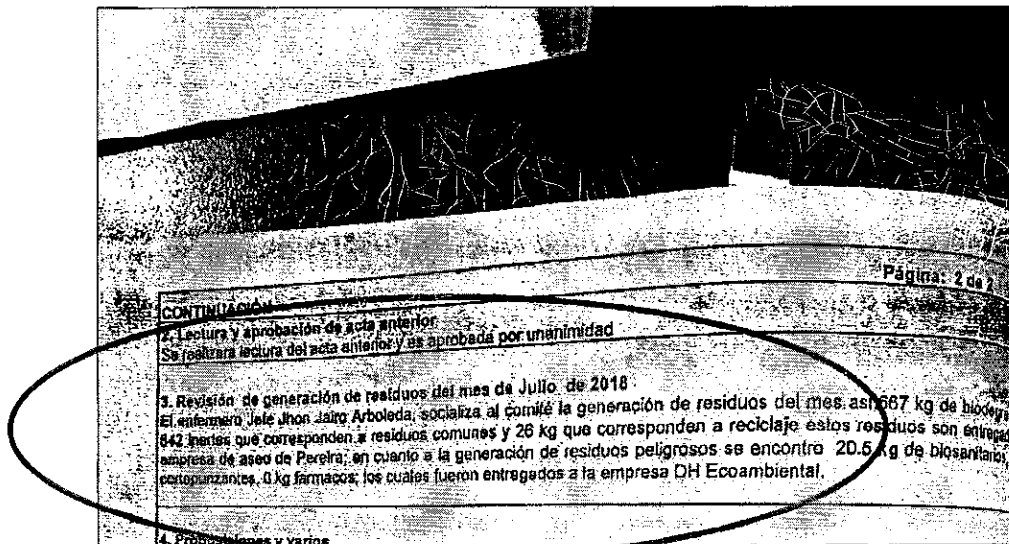 Página: 2 de 2
CONTINUACIÓN
2. Lectura y aprobación de acta anterior
Se realizara lectura del acta anterior y es aprobada por unanimidad
3. Revisión de generación de residuos del mes de Julio de 2018
El enfermero Jefe Jhon Jairo Arboleda, socializa al comité la generación de residuos del mes, asi 667 kg de
642 inertes que corresponden a residuos comunes y 26 kg que corresponden a reciclaje estos residuos son
empresa de aseo de Pereira; en cuanto a la generación de residuos peligrosos se encontro 20.5 kg de biosanitarios,
cortopunzantes, 0 kg farmacos; los cuales fueron entregados a la empresa DH Ecoambiental.
4. Proposiciones y varios